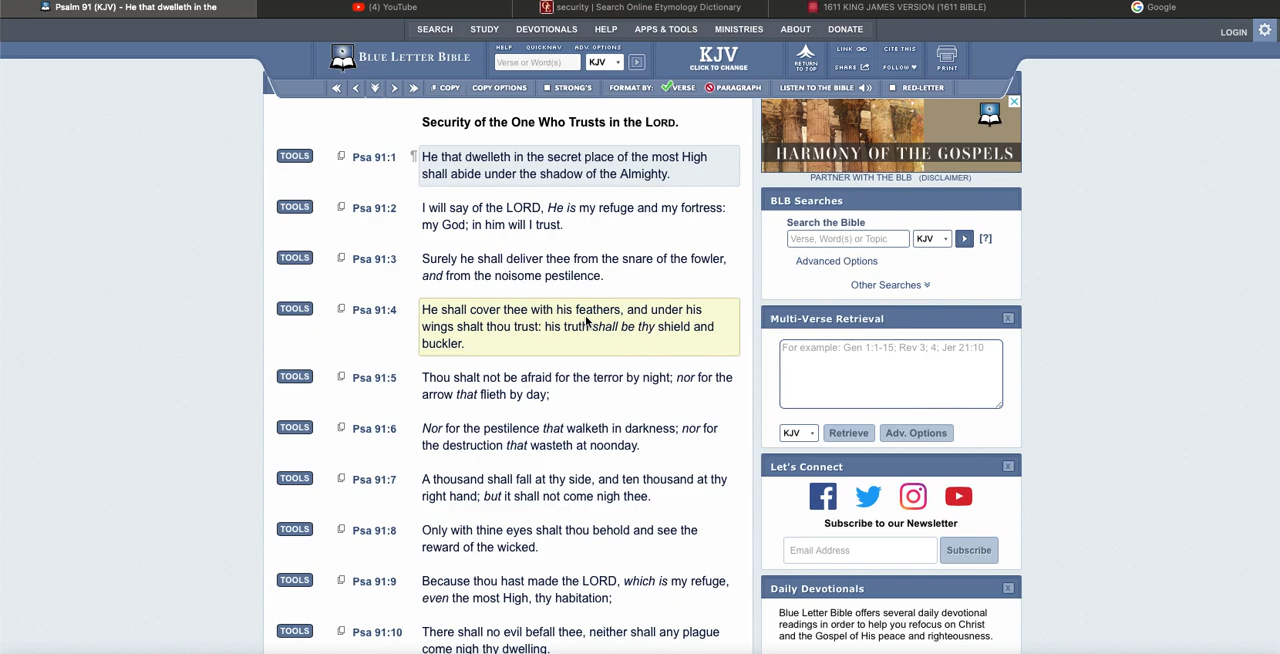 Psalm 91 (KJV) - He that dwelleth in the
(4) YouTube
security | Search Online Etymology Dictionary
1611 KING JAMES VERSION (1611 BIBLE)
Google
SEARCH STUDY DEVOTIONALS HELP APPS & TOOLS MINISTRIES ABOUT DONATE
LOGIN
BLUE LETTER BIBLE
HELP QUICKNAV ADV. OPTIONS
Verse or Word(s) KJV
KJV
CLICK TO CHANGE
RETURN TO TOP
LINK CITE THIS
SHARE FOLLOW
PRINT
COPY COPY OPTIONS STRONG'S FORMAT BY: VERSE PARAGRAPH LISTEN TO THE BIBLE RED-LETTER
Security of the One Who Trusts in the LORD.
TOOLS Psa 91:1 ¶ He that dwelleth in the secret place of the most High
shall abide under the shadow of the Almighty.
TOOLS Psa 91:2 I will say of the LORD, He is my refuge and my fortress:
my God; in him will I trust.
TOOLS Psa 91:3 Surely he shall deliver thee from the snare of the fowler,
and from the noisome pestilence.
TOOLS Psa 91:4 He shall cover thee with his feathers, and under his
wings shalt thou trust: his truth shall be thy shield and
buckler.
TOOLS Psa 91:5 Thou shalt not be afraid for the terror by night; nor for the
arrow that flieth by day;
TOOLS Psa 91:6 Nor for the pestilence that walketh in darkness; nor for
the destruction that wasteth at noonday.
TOOLS Psa 91:7 A thousand shall fall at thy side, and ten thousand at thy
right hand; but it shall not come nigh thee.
TOOLS Psa 91:8 Only with thine eyes shalt thou behold and see the
reward of the wicked.
TOOLS Psa 91:9 Because thou hast made the LORD, which is my refuge,
even the most High, thy habitation;
TOOLS Psa 91:10 There shall no evil befall thee, neither shall any plague
come nigh thy dwelling.
HARMONY OF THE GOSPELS
PARTNER WITH THE BLB (DISCLAIMER)
BLB Searches
Search the Bible
Verse, Word(s) or Topic KJV [?]
Advanced Options
Other Searches
Multi-Verse Retrieval
For example: Gen 1:1-15; Rev 3; 4; Jer 21:10
KJV Retrieve Adv. Options
Let's Connect
Subscribe to our Newsletter
Email Address Subscribe
Daily Devotionals
Blue Letter Bible offers several daily devotional
readings in order to help you refocus on Christ
and the Gospel of His peace and righteousness.